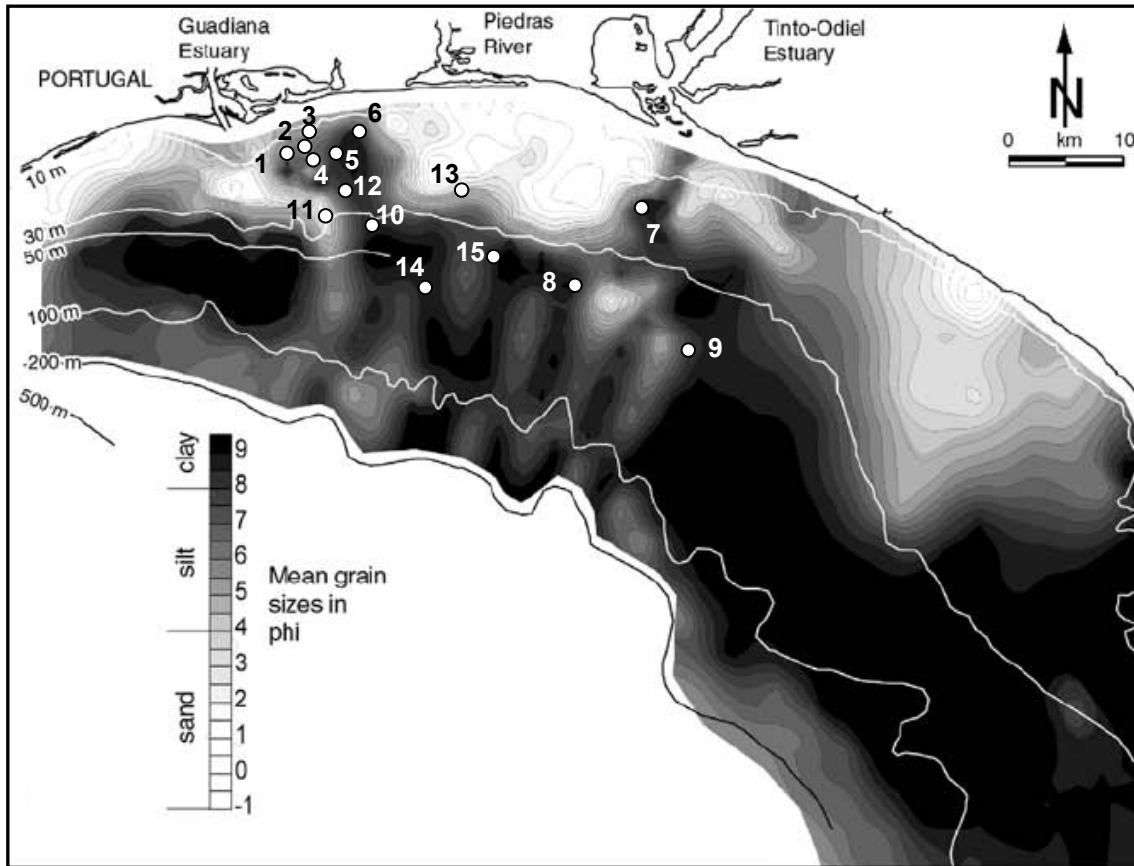 Guadiana
Estuary
Piedras
River
Tinto-Odiel
Estuary
PORTUGAL
N
0 km 10
3
6
2
1
5
4
12
13
11
10
7
15
14
8
9
10 m
30 m
50 m
100 m
-200 m
500 m
clay
silt
sand
9
8
7
6
5
4
3
2
1
0
-1
Mean grain
sizes in
phi